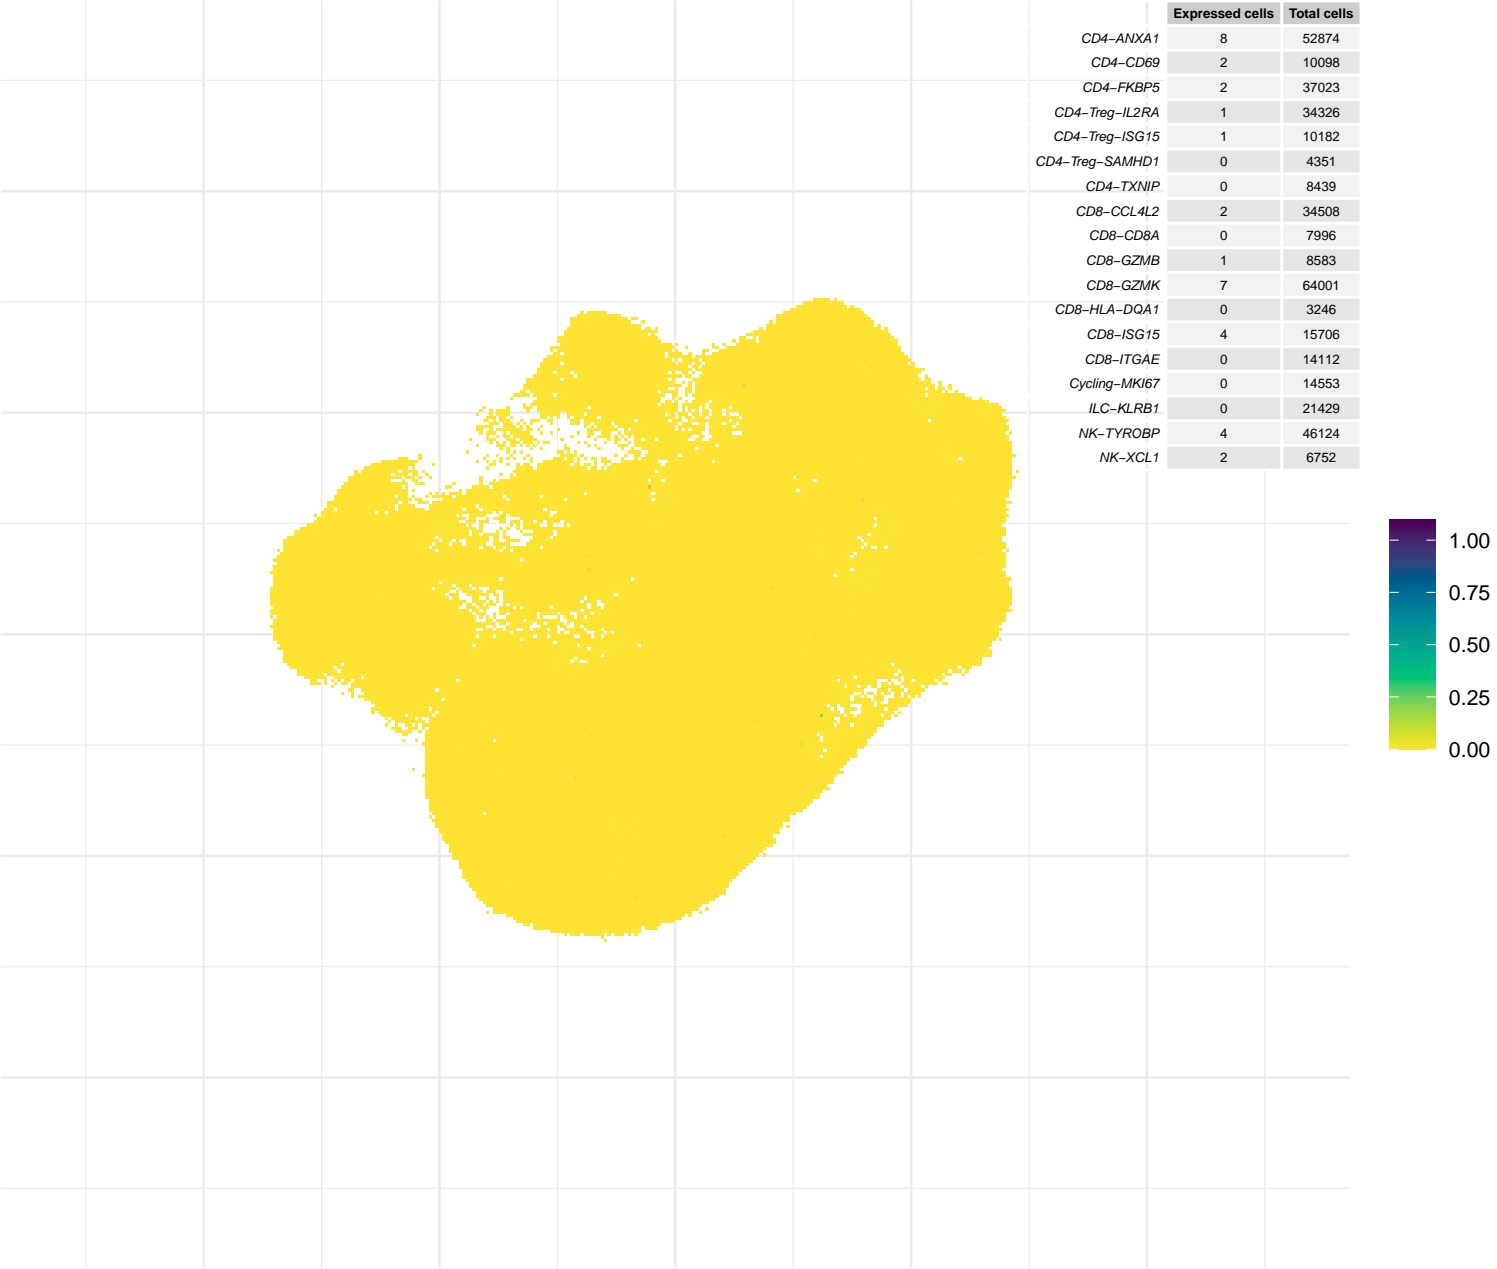 Expressed cells Total cells
CD4−ANXA1 8 52874
CD4−CD69 2 10098
CD4−FKBP5 2 37023
CD4−Treg−IL2RA 1 34326
CD4−Treg−ISG15 1 10182
CD4−Treg−SAMHD1 0 4351
CD4−TXNIP 0 8439
CD8−CCL4L2 2 34508
CD8−CD8A 0 7996
CD8−GZMB 1 8583
CD8−GZMK 7 64001
CD8−HLA−DQA1 0 3246
CD8−ISG15 4 15706
CD8−ITGAE 0 14112
Cycling−MKI67 0 14553
ILC−KLRB1 0 21429
NK−TYROBP 4 46124
NK−XCL1 2 6752
1.00
0.75
0.50
0.25
0.00